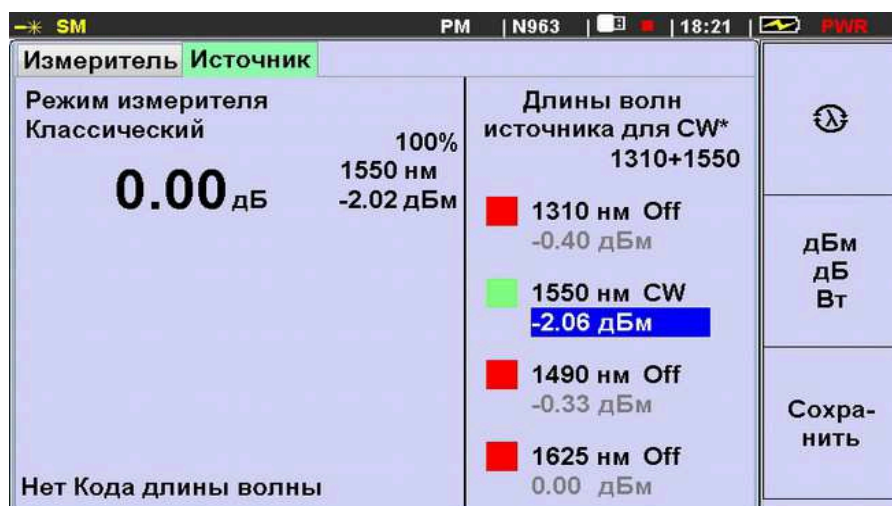 SM PM | N963 | | 18:21 | PWR
Измеритель Источник
Режим измерителя
Классический
100%
1550 нм
0.00 дБ -2.02 дБм
Нет Кода длины волны
Длины волн
источника для CW*
1310+1550
1310 нм Off
-0.40 дБм
1550 нм CW
-2.06 дБм
1490 нм Off
-0.33 дБм
1625 нм Off
0.00 дБм
λ
дБм
дБ
Вт
Сохра-
нить